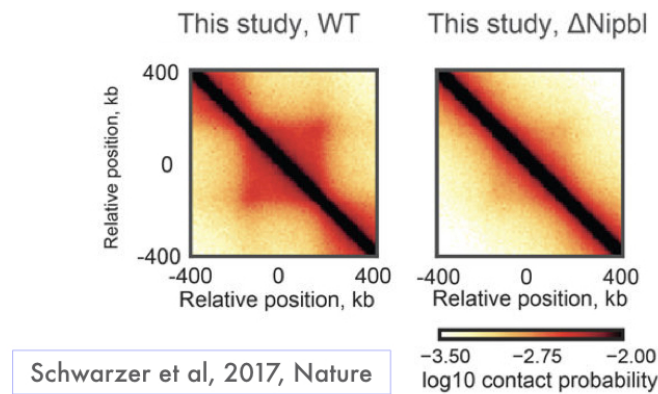 This study, WT
This study, ΔNipbl
Relative position, kb
400
0
-400
-400 0 400
Relative position, kb
-400 0 400
Relative position, kb
−3.50 −2.75 −2.00
log10 contact probability
Schwarzer et al, 2017, Nature